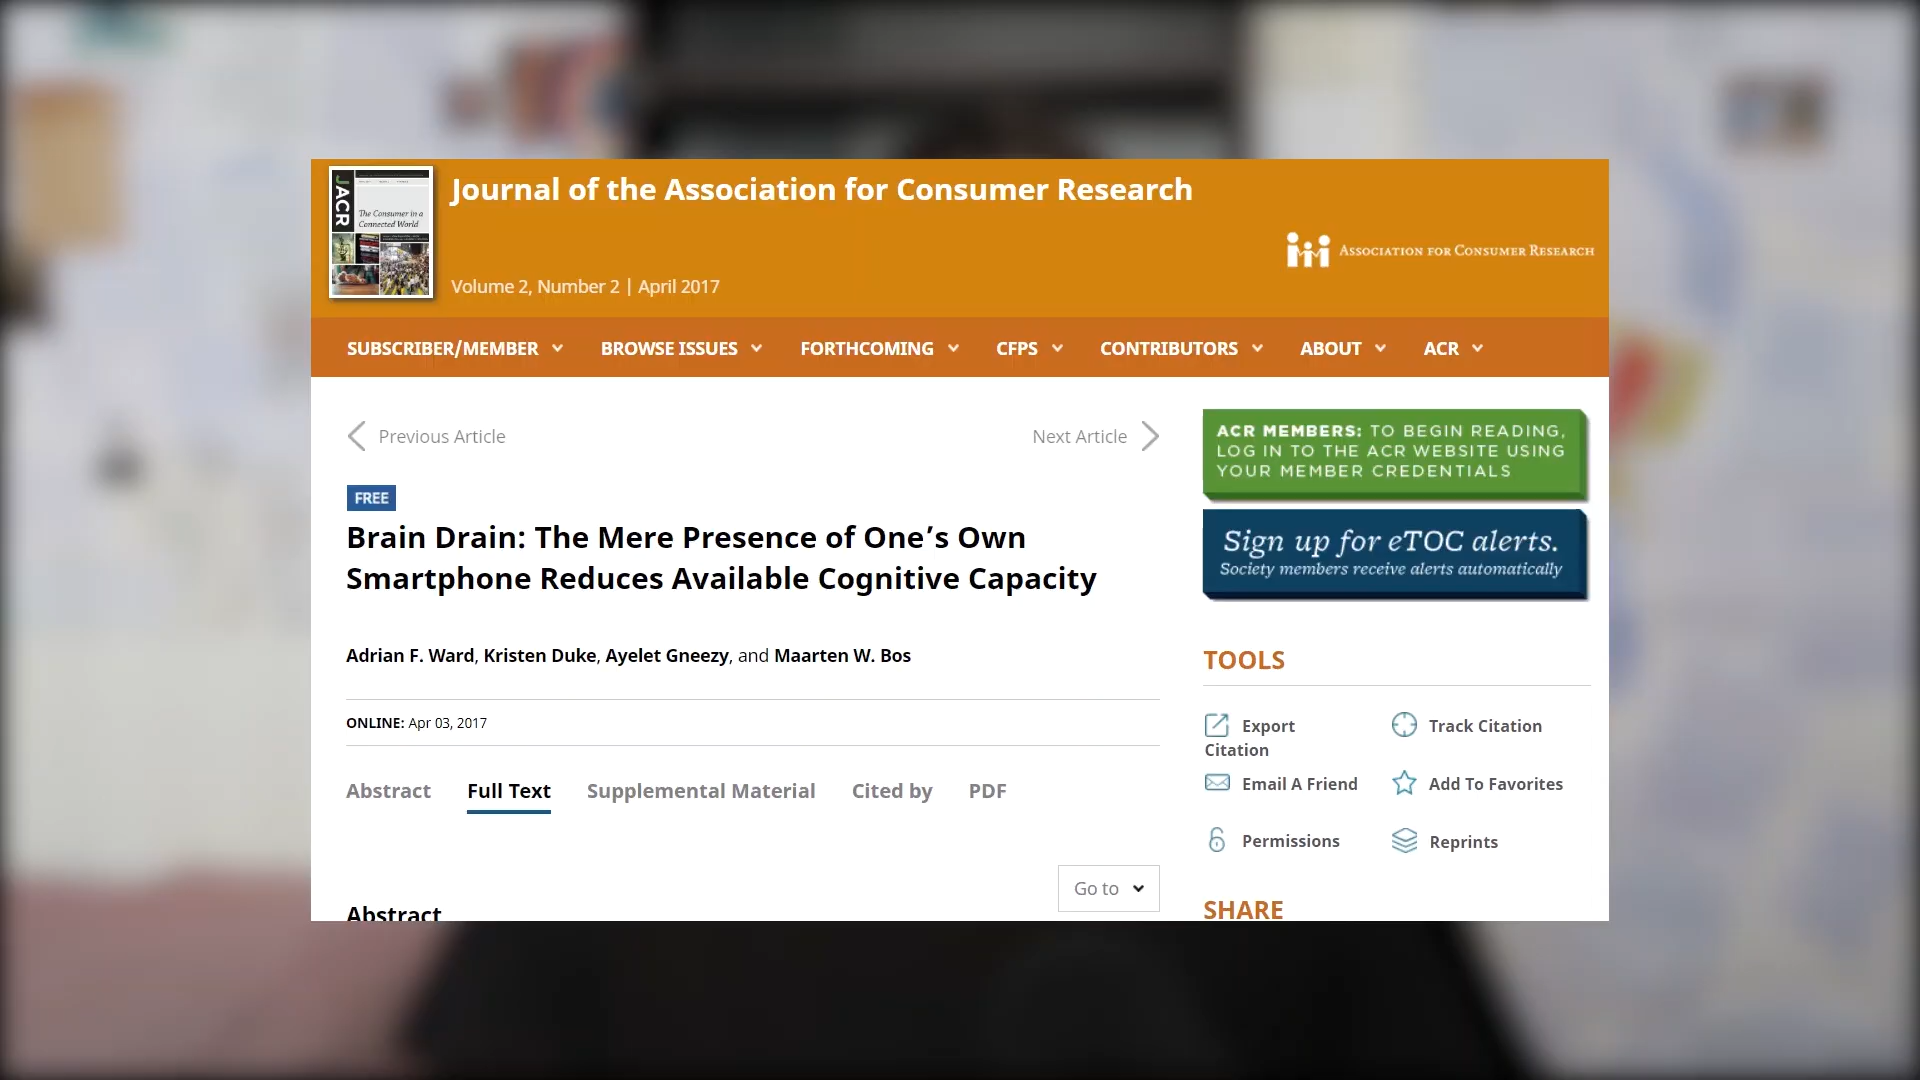 JACR
The Consumer in a
Connected World
Journal of the Association for Consumer Research
Volume 2, Number 2 | April 2017
Association for Consumer Research
SUBSCRIBER/MEMBER
BROWSE ISSUES
FORTHCOMING
CFPS
CONTRIBUTORS
ABOUT
ACR
Previous Article
Next Article
FREE
Brain Drain: The Mere Presence of One’s Own
Smartphone Reduces Available Cognitive Capacity
Adrian F. Ward, Kristen Duke, Ayelet Gneezy, and Maarten W. Bos
ONLINE: Apr 03, 2017
Abstract
Full Text
Supplemental Material
Cited by
PDF
Go to
Abstract
ACR MEMBERS: TO BEGIN READING,
LOG IN TO THE ACR WEBSITE USING
YOUR MEMBER CREDENTIALS
Sign up for eTOC alerts.
Society members receive alerts automatically
TOOLS
Export
Citation
Track Citation
Email A Friend
Add To Favorites
Permissions
Reprints
SHARE